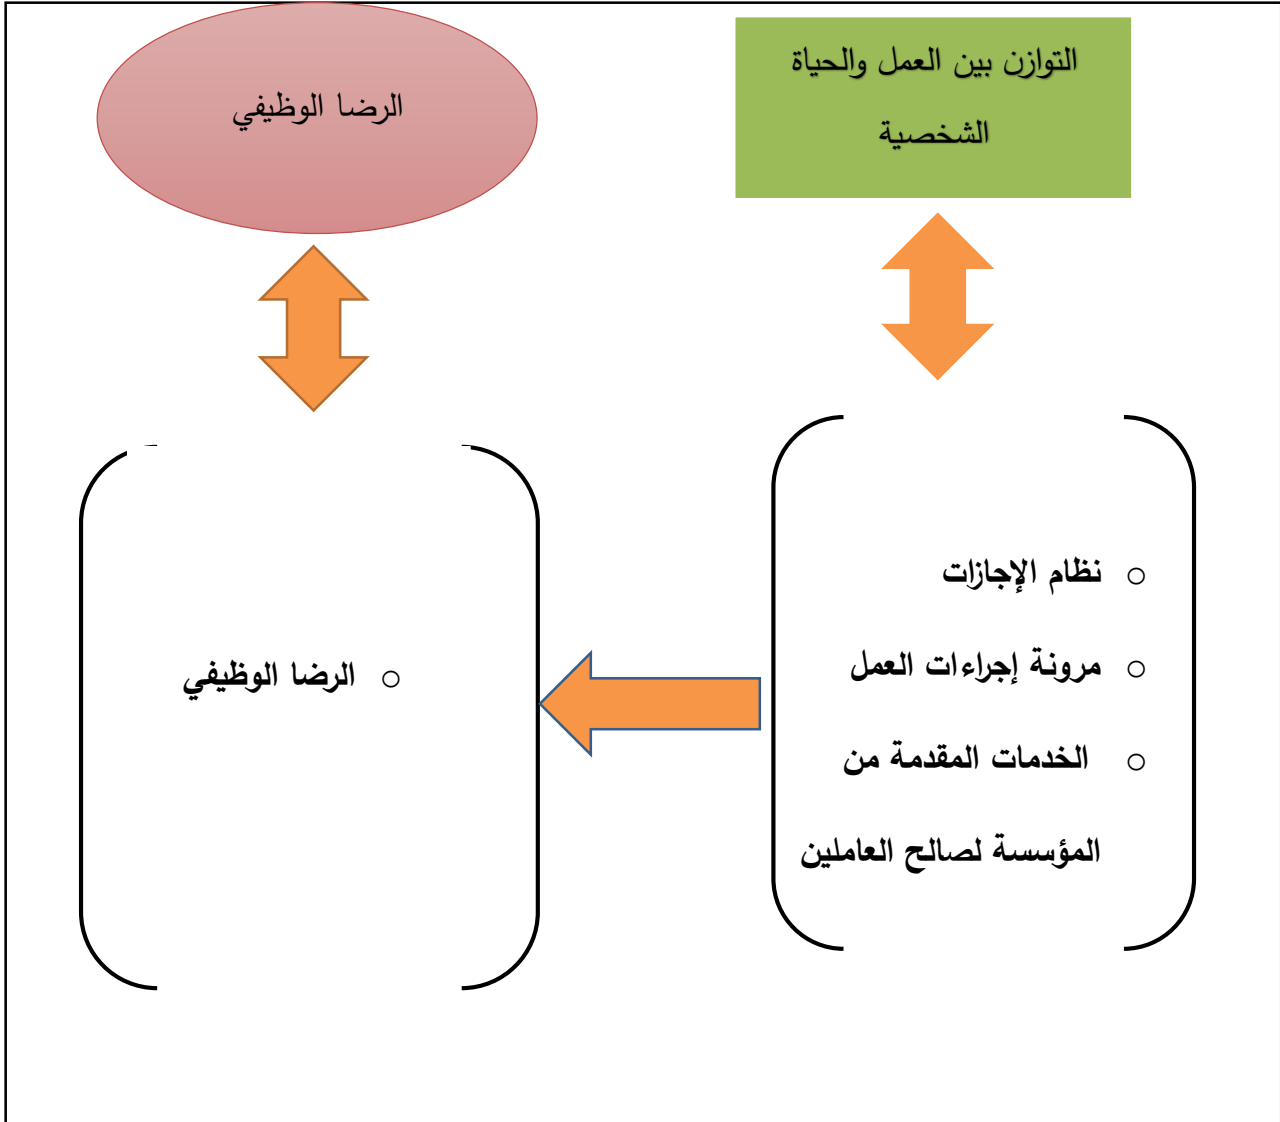 التوازن بين العمل والحياة
الشخصية
الرضا الوظيفي
○ نظام الإجازات
○ مرونة إجراءات العمل
○ الخدمات المقدمة من
المؤسسة لصالح العاملين
○ الرضا الوظيفي